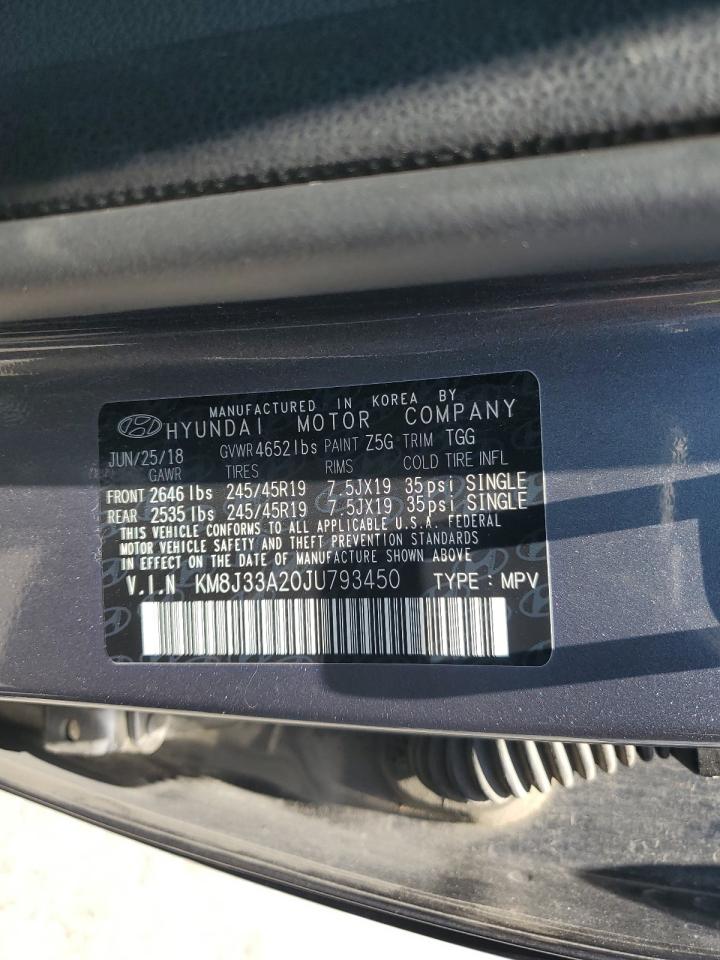 MANUFACTURED IN KOREA BY
HYUNDAI MOTOR COMPANY
JUN/25/18 GVWR 4652 lbs PAINT Z5G TRIM TGG
GAWR TIRES RIMS COLD TIRE INFL
FRONT 2646 lbs 245/45R19 7.5JX19 35psi SINGLE
REAR 2535 lbs 245/45R19 7.5JX19 35psi SINGLE
THIS VEHICLE CONFORMS TO ALL APPLICABLE U.S.A. FEDERAL
MOTOR VEHICLE SAFETY AND THEFT PREVENTION STANDARDS
IN EFFECT ON THE DATE OF MANUFACTURE SHOWN ABOVE
V.I.N KM8J33A20JU793450 TYPE : MPV